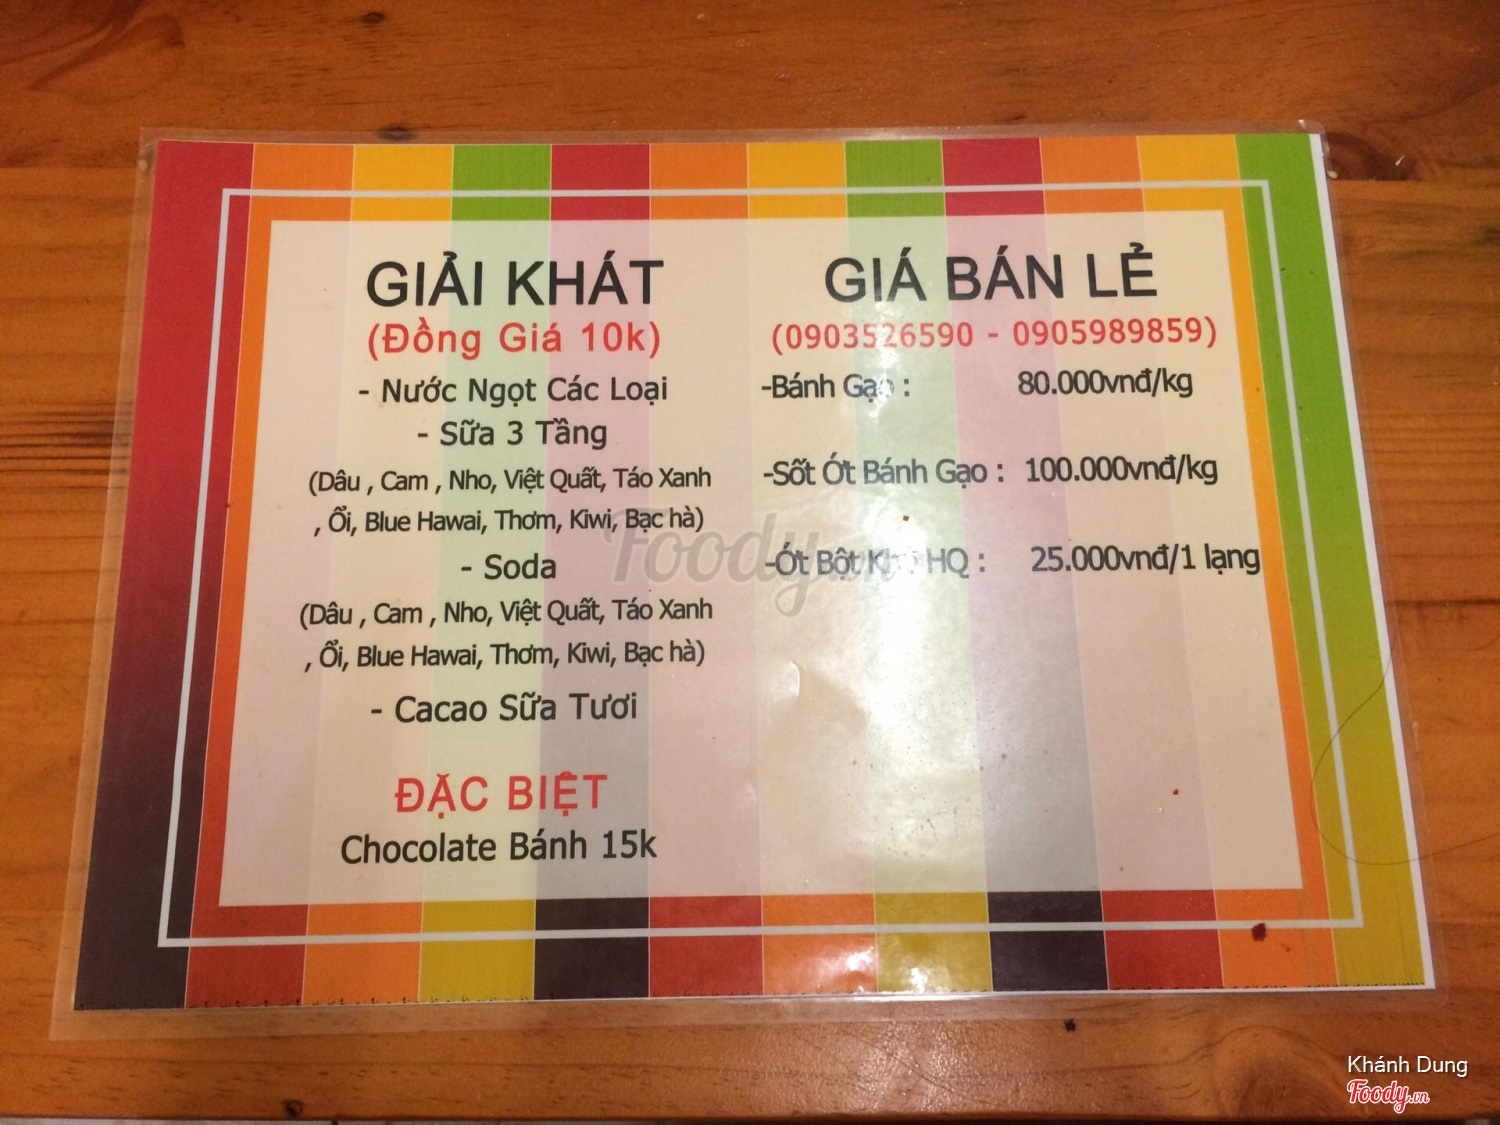 GIẢI KHÁT
(Đồng Giá 10k)
- Nước Ngọt Các Loại
- Sữa 3 Tầng
(Dâu , Cam , Nho, Việt Quất, Táo Xanh
, Ổi, Blue Hawai, Thơm, Kiwi, Bạc hà)
- Soda
(Dâu , Cam , Nho, Việt Quất, Táo Xanh
, Ổi, Blue Hawai, Thơm, Kiwi, Bạc hà)
- Cacao Sữa Tươi
ĐẶC BIỆT
Chocolate Bánh 15k
GIÁ BÁN LẺ
(0903526590 - 0905989859)
-Bánh Gạo : 80.000vnđ/kg
-Sốt Ớt Bánh Gạo : 100.000vnđ/kg
-Ớt Bột HQ : 25.000vnđ/1 lạng
Foody.vn
Khánh Dung
Foody.vn